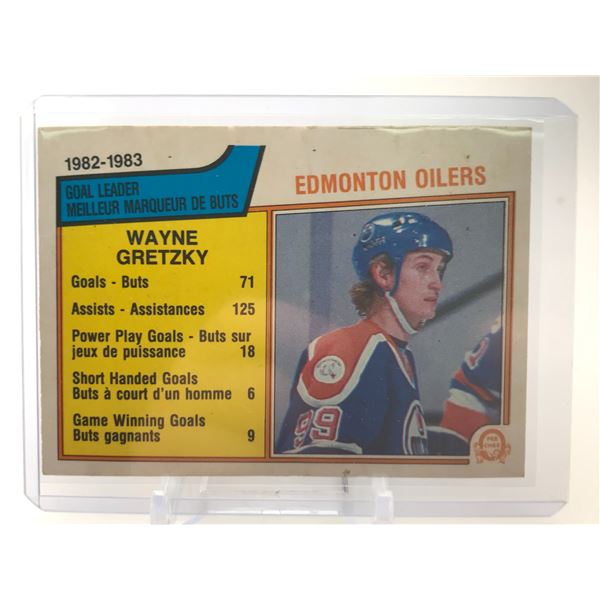 1982-1983
GOAL LEADER
MEILLEUR MARQUEUR DE BUTS
EDMONTON OILERS
WAYNE
GRETZKY
Goals - Buts 71
Assists - Assistances 125
Power Play Goals - Buts sur
jeux de puissance 18
Short Handed Goals
Buts à court d'un homme 6
Game Winning Goals
Buts gagnants 9
99
O PEE
CHEE